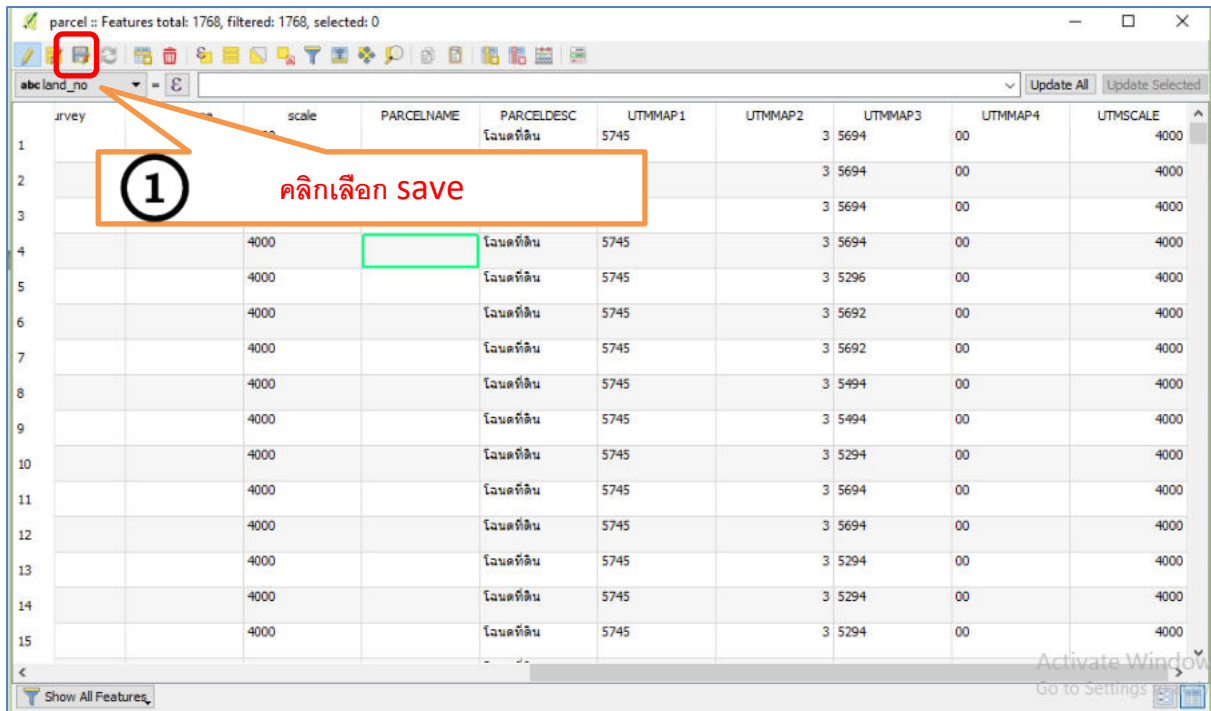 parcel :: Features total: 1768, filtered: 1768, selected: 0
abc land_no = ε Update All Update Selected
scale PARCELNAME PARCELDESC UTMMAP1 UTMMAP2 UTMMAP3 UTMMAP4 UTMSCALE
1 โฉนดที่ดิน 5745 3 5694 00 4000
2 3 5694 00 4000
3 3 5694 00 4000
① คลิกเลือก save
4 4000 โฉนดที่ดิน 5745 3 5694 00 4000
5 4000 โฉนดที่ดิน 5745 3 5296 00 4000
6 4000 โฉนดที่ดิน 5745 3 5692 00 4000
7 4000 โฉนดที่ดิน 5745 3 5692 00 4000
8 4000 โฉนดที่ดิน 5745 3 5494 00 4000
9 4000 โฉนดที่ดิน 5745 3 5494 00 4000
10 4000 โฉนดที่ดิน 5745 3 5294 00 4000
11 4000 โฉนดที่ดิน 5745 3 5694 00 4000
12 4000 โฉนดที่ดิน 5745 3 5694 00 4000
13 4000 โฉนดที่ดิน 5745 3 5294 00 4000
14 4000 โฉนดที่ดิน 5745 3 5294 00 4000
15 4000 โฉนดที่ดิน 5745 3 5294 00 4000
Activate Window
Go to Settings
Show All Features